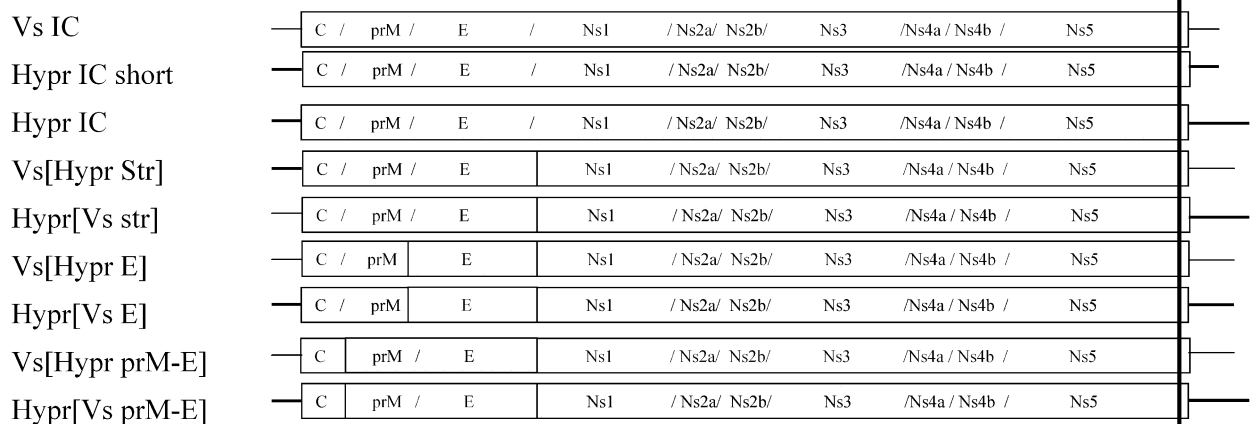 Vs IC C / prM / E / Ns1 / Ns2a/ Ns2b/ Ns3 /Ns4a / Ns4b / Ns5
Hypr IC short C / prM / E / Ns1 / Ns2a/ Ns2b/ Ns3 /Ns4a / Ns4b / Ns5
Hypr IC C / prM / E / Ns1 / Ns2a/ Ns2b/ Ns3 /Ns4a / Ns4b / Ns5
Vs[Hypr Str] C / prM / E Ns1 / Ns2a/ Ns2b/ Ns3 /Ns4a / Ns4b / Ns5
Hypr[Vs str] C / prM / E Ns1 / Ns2a/ Ns2b/ Ns3 /Ns4a / Ns4b / Ns5
Vs[Hypr E] C / prM E Ns1 / Ns2a/ Ns2b/ Ns3 /Ns4a / Ns4b / Ns5
Hypr[Vs E] C / prM E Ns1 / Ns2a/ Ns2b/ Ns3 /Ns4a / Ns4b / Ns5
Vs[Hypr prM-E] C prM / E Ns1 / Ns2a/ Ns2b/ Ns3 /Ns4a / Ns4b / Ns5
Hypr[Vs prM-E] C prM / E Ns1 / Ns2a/ Ns2b/ Ns3 /Ns4a / Ns4b / Ns5